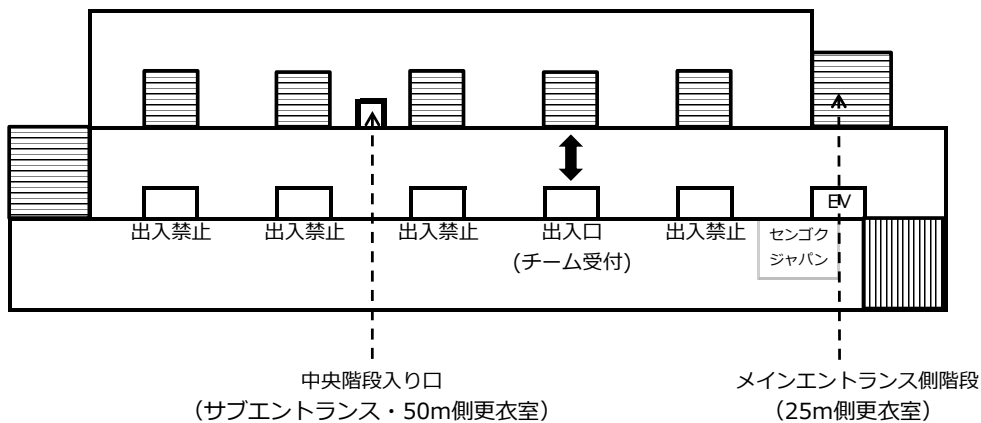 EV
出入禁止
出入禁止
出入禁止
出入口
(チーム受付)
出入禁止
センゴク
ジャパン
中央階段入り口
（サブエントランス・50m側更衣室）
メインエントランス側階段
（25m側更衣室）